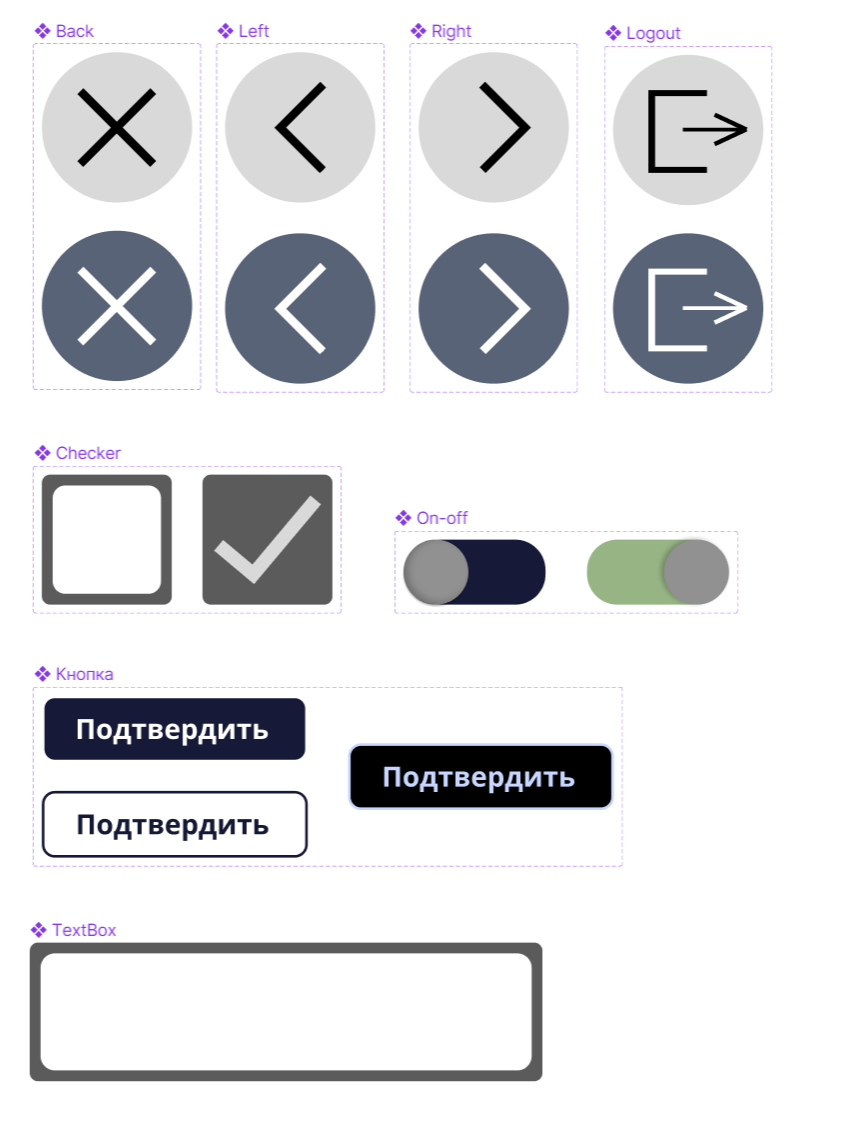 Back
Left
Right
Logout
Checker
On-off
Кнопка
Подтвердить
Подтвердить
Подтвердить
TextBox